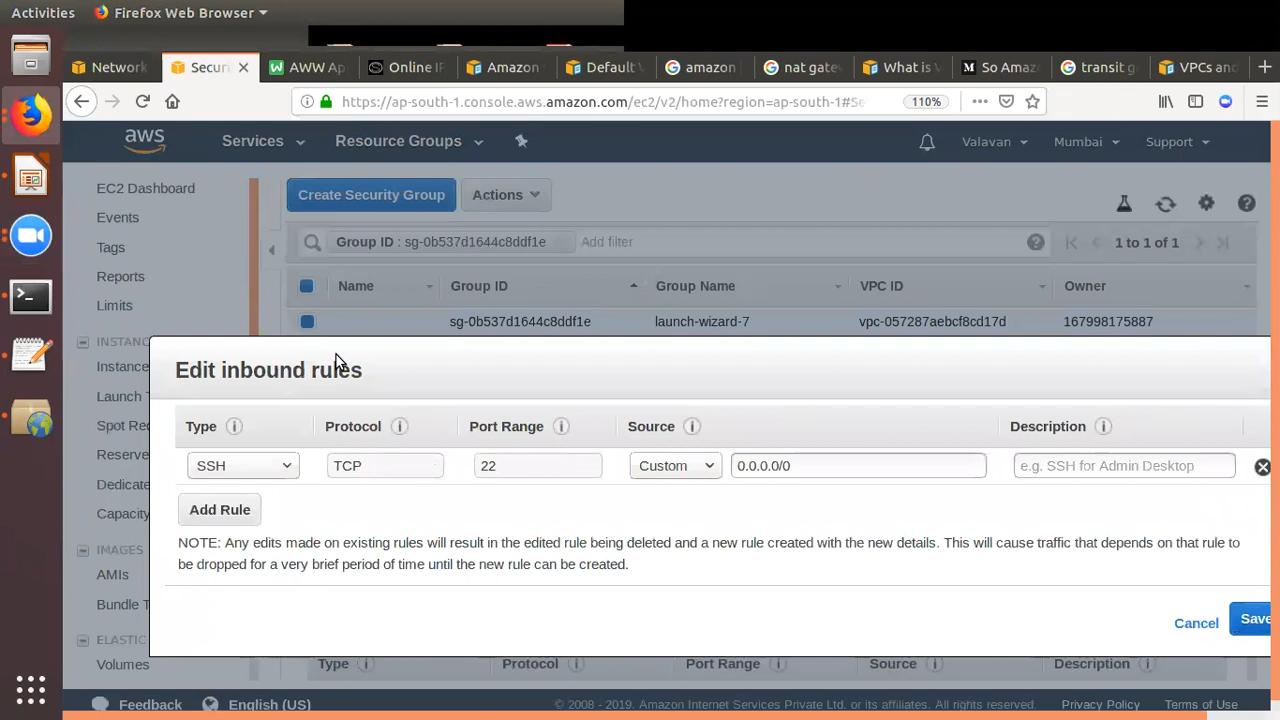 Activities Firefox Web Browser
Network Securi AWW Ap Online IP Amazon Default V amazon nat gate What is V So Amaz transit g VPCs and
https://ap-south-1.console.aws.amazon.com/ec2/v2/home?region=ap-south-1#Se 110%
aws Services Resource Groups Valavan Mumbai Support
EC2 Dashboard
Events
Tags
Reports
Limits
INSTANC
Instance
Launch T
Spot Req
Reserve
Dedicate
Capacity
IMAGES
AMIs
Bundle T
ELASTIC
Volumes
Create Security Group Actions
Group ID : sg-0b537d1644c8ddf1e Add filter 1 to 1 of 1
Name Group ID Group Name VPC ID Owner
sg-0b537d1644c8ddf1e launch-wizard-7 vpc-057287aebcf8cd17d 167998175887
Edit inbound rules
Type Protocol Port Range Source Description
SSH TCP 22 Custom 0.0.0.0/0 e.g. SSH for Admin Desktop
Add Rule
NOTE: Any edits made on existing rules will result in the edited rule being deleted and a new rule created with the new details. This will cause traffic that depends on that rule to
be dropped for a very brief period of time until the new rule can be created.
Cancel Save
Type Protocol Port Range Source Description
Feedback English (US) © 2008 - 2019, Amazon Internet Services Private Ltd. or its affiliates. All rights reserved. Privacy Policy Terms of Use